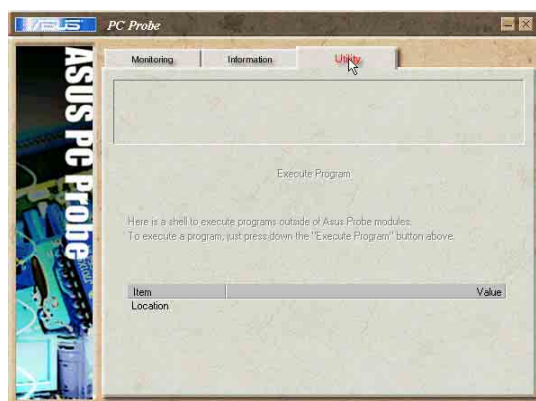 ASUS PC Probe
Monitoring Information Utility
ASUS PC Probe
Execute Program
Here is a shell to execute programs outside of Asus Probe modules.
To execute a program, just press down the "Execute Program" button above.
Item Value
Location